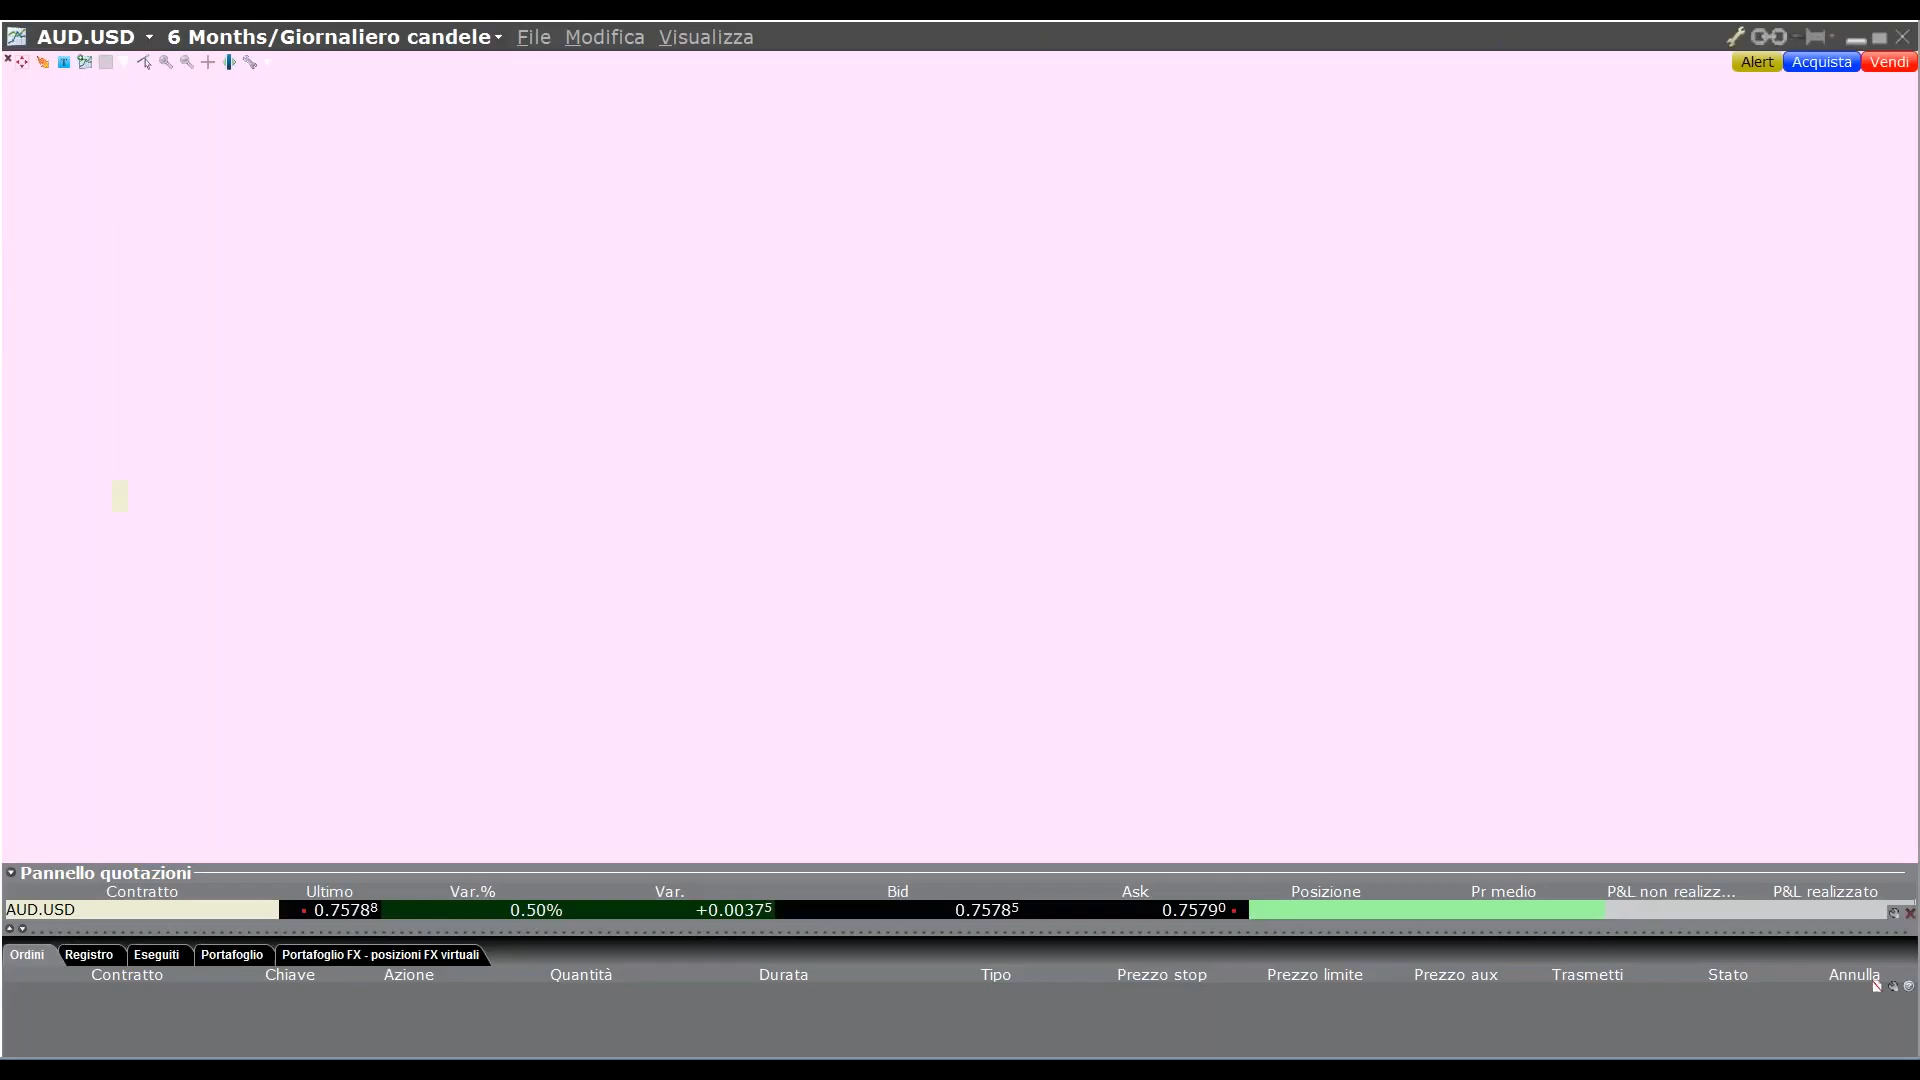 AUD.USD 6 Months/Giornaliero candele File Modifica Visualizza
Alert Acquista Vendi
Pannello quotazioni
Contratto Ultimo Var.% Var. Bid Ask Posizione Pr medio P&L non realizz... P&L realizzato
AUD.USD 0.75788 0.50% +0.00375 0.75785 0.75790
Ordini Registro Eseguiti Portafoglio Portafoglio FX - posizioni FX virtuali
Contratto Chiave Azione Quantità Durata Tipo Prezzo stop Prezzo limite Prezzo aux Trasmetti Stato Annulla